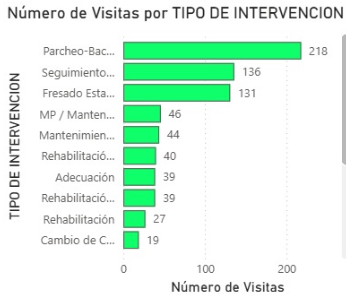 Número de Visitas por TIPO DE INTERVENCION
TIPO DE INTERVENCION
Parcheo-Bac... 218
Seguimiento... 136
Fresado Esta... 131
MP / Manten... 46
Mantenimien... 44
Rehabilitació... 40
Adecuación 39
Rehabilitació... 39
Rehabilitación 27
Cambio de C... 19
0 100 200
Número de Visitas